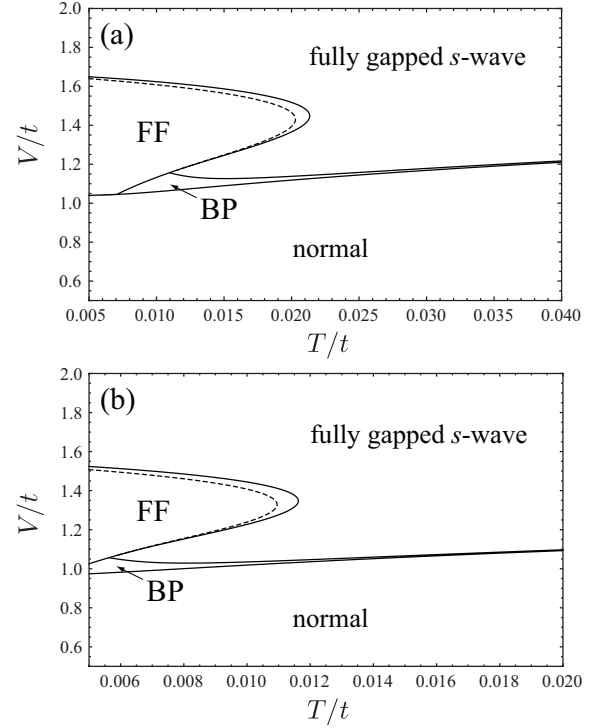 (a)
fully gapped s-wave
FF
BP
normal
V/t
2.0
1.8
1.6
1.4
1.2
1.0
0.8
0.6
0.005 0.010 0.015 0.020 0.025 0.030 0.035 0.040
T/t
(b)
fully gapped s-wave
FF
BP
normal
V/t
2.0
1.8
1.6
1.4
1.2
1.0
0.8
0.6
0.006 0.008 0.010 0.012 0.014 0.016 0.018 0.020
T/t